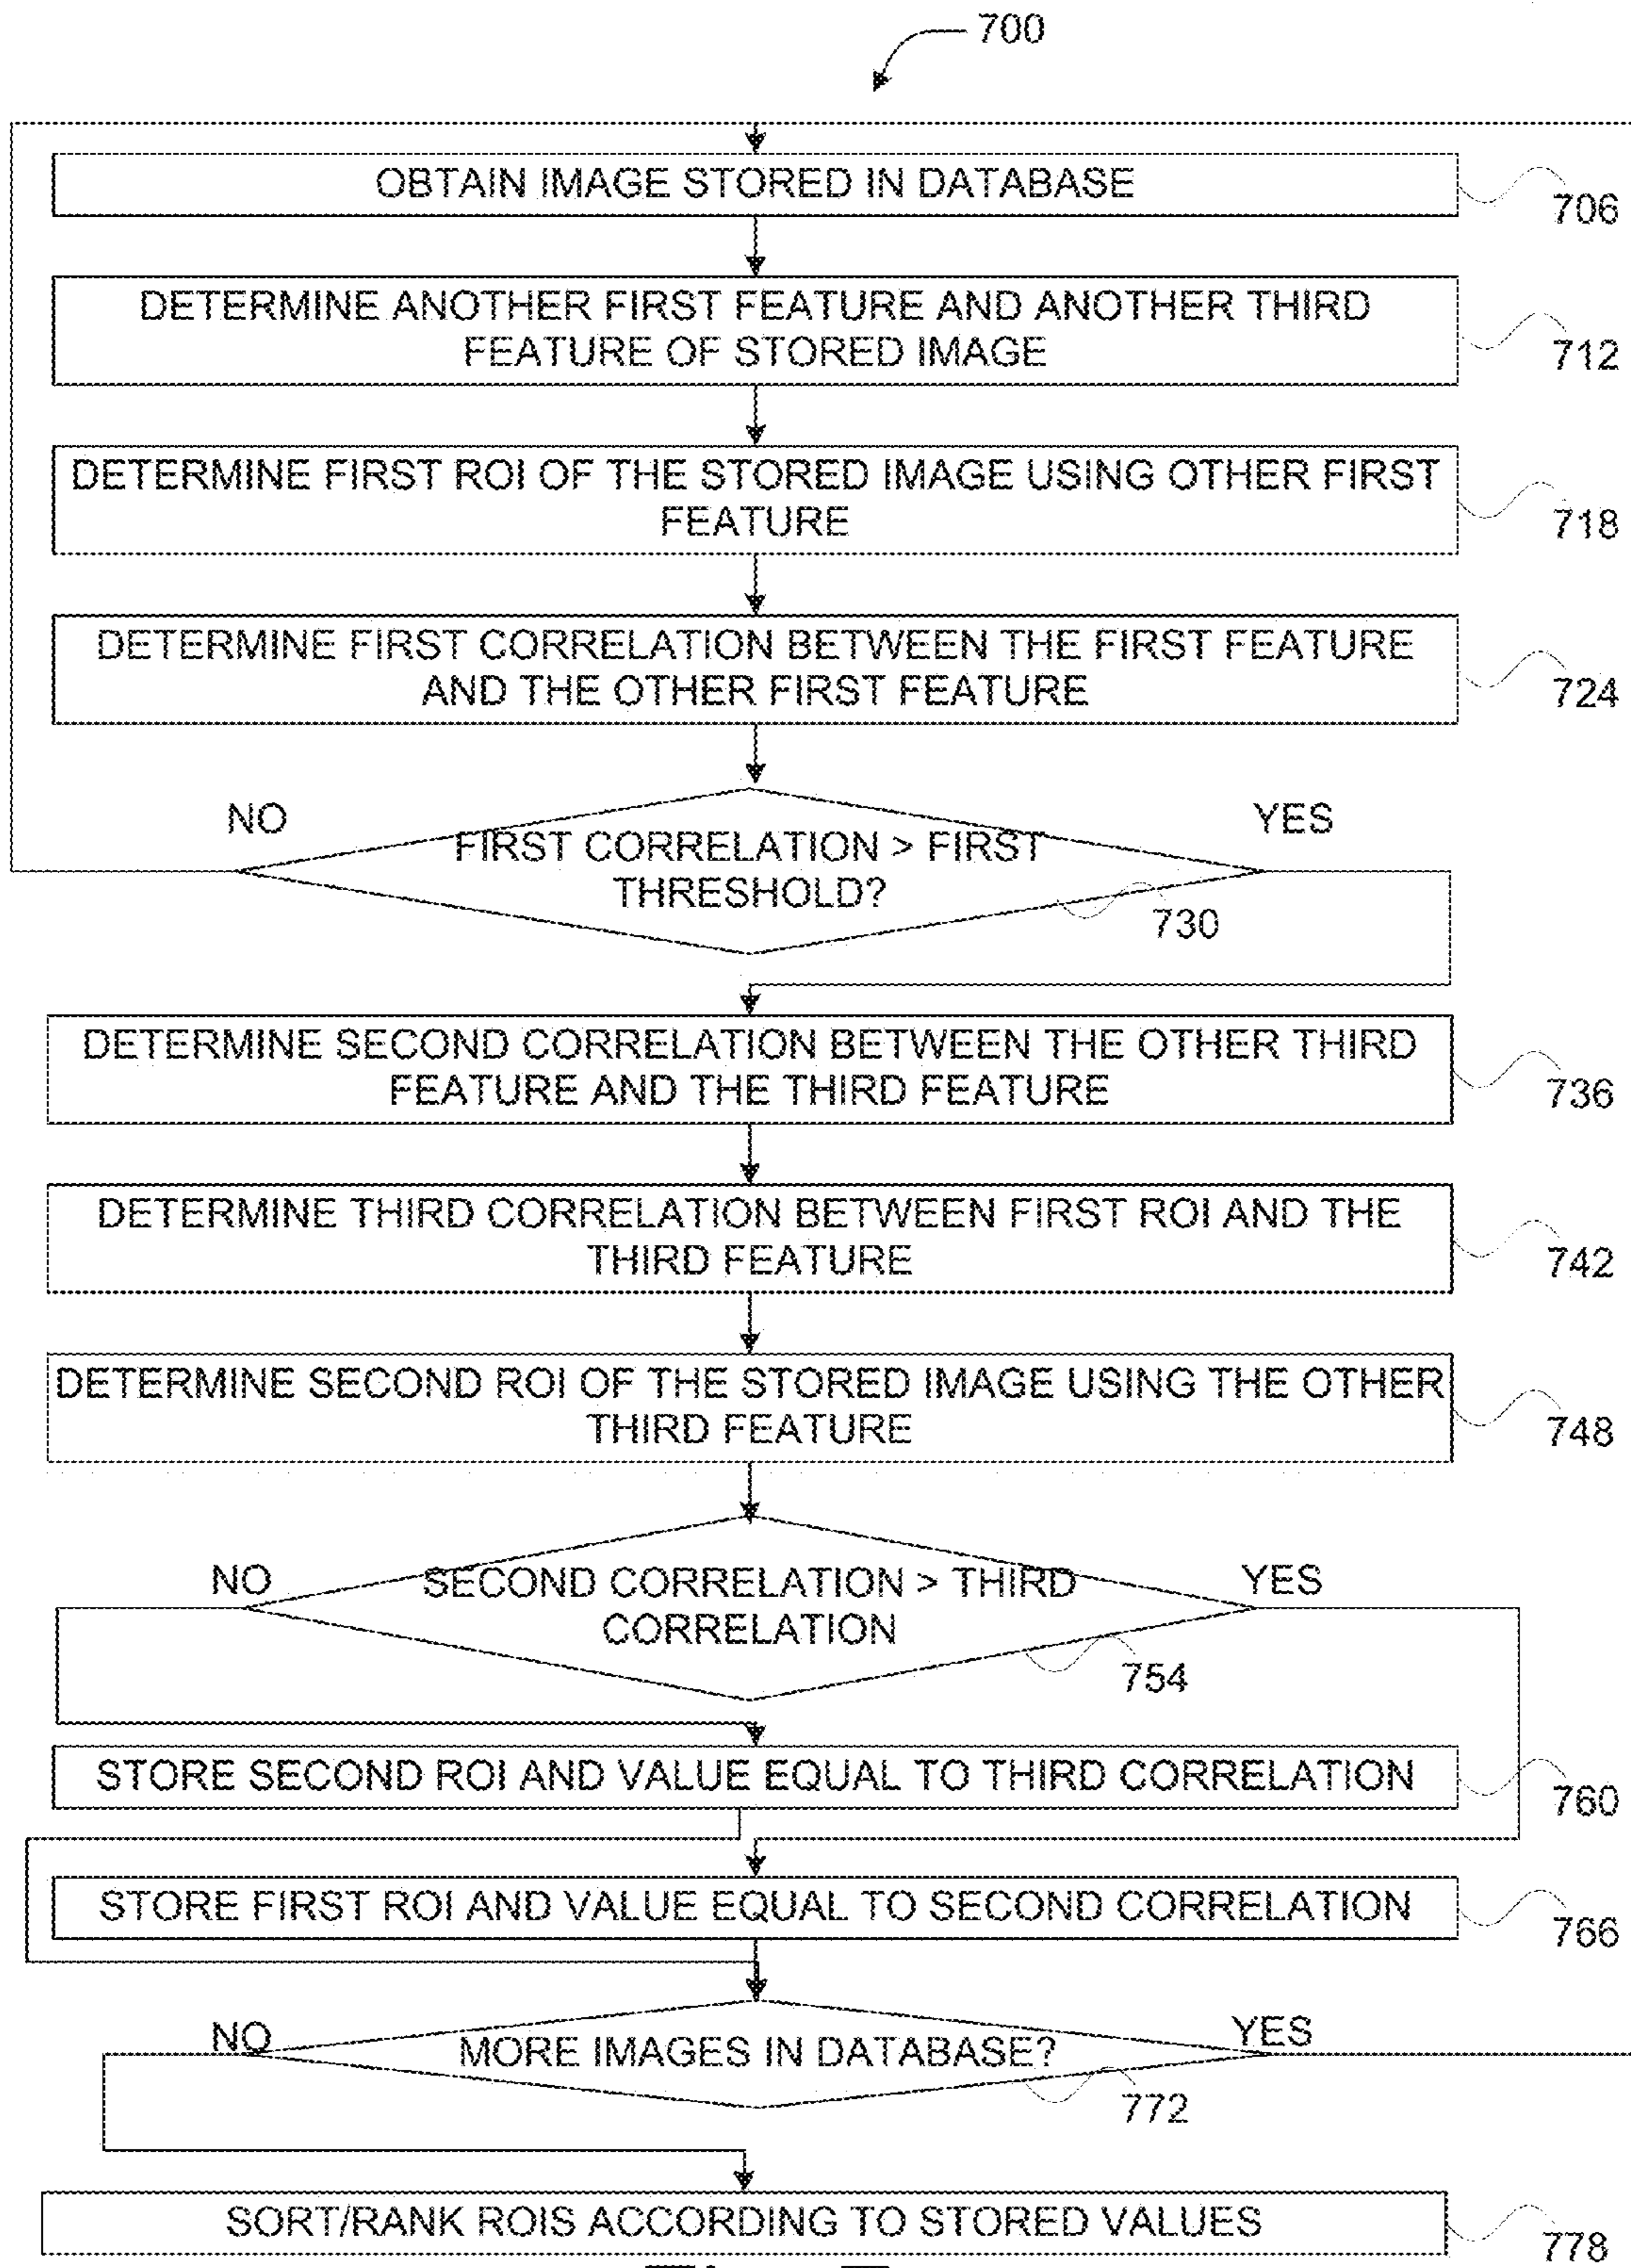 700
OBTAIN IMAGE STORED IN DATABASE
706
DETERMINE ANOTHER FIRST FEATURE AND ANOTHER THIRD
FEATURE OF STORED IMAGE
712
DETERMINE FIRST ROI OF THE STORED IMAGE USING OTHER FIRST
FEATURE
718
DETERMINE FIRST CORRELATION BETWEEN THE FIRST FEATURE
AND THE OTHER FIRST FEATURE
724
NO
YES
FIRST CORRELATION > FIRST
THRESHOLD?
730
DETERMINE SECOND CORRELATION BETWEEN THE OTHER THIRD
FEATURE AND THE THIRD FEATURE
736
DETERMINE THIRD CORRELATION BETWEEN FIRST ROI AND THE
THIRD FEATURE
742
DETERMINE SECOND ROI OF THE STORED IMAGE USING THE OTHER
THIRD FEATURE
748
NO
YES
SECOND CORRELATION > THIRD
CORRELATION
754
STORE SECOND ROI AND VALUE EQUAL TO THIRD CORRELATION
760
STORE FIRST ROI AND VALUE EQUAL TO SECOND CORRELATION
766
NO
YES
MORE IMAGES IN DATABASE?
772
SORT/RANK ROIS ACCORDING TO STORED VALUES
778